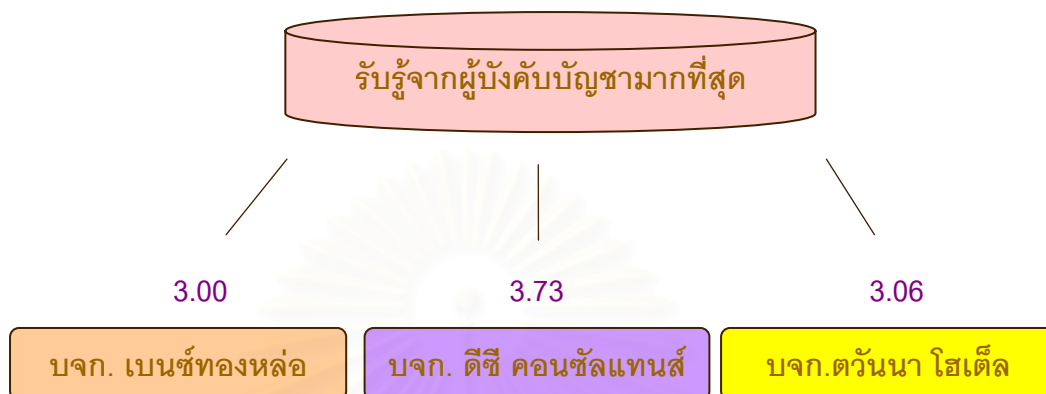 รับรู้จากผู้บังคับบัญชามากที่สุด
3.00 3.73 3.06
บจก. เบนซ์ทองหล่อ บจก. ดีซี คอนซัลแทนส์ บจก.ตวันนา โฮเต็ล